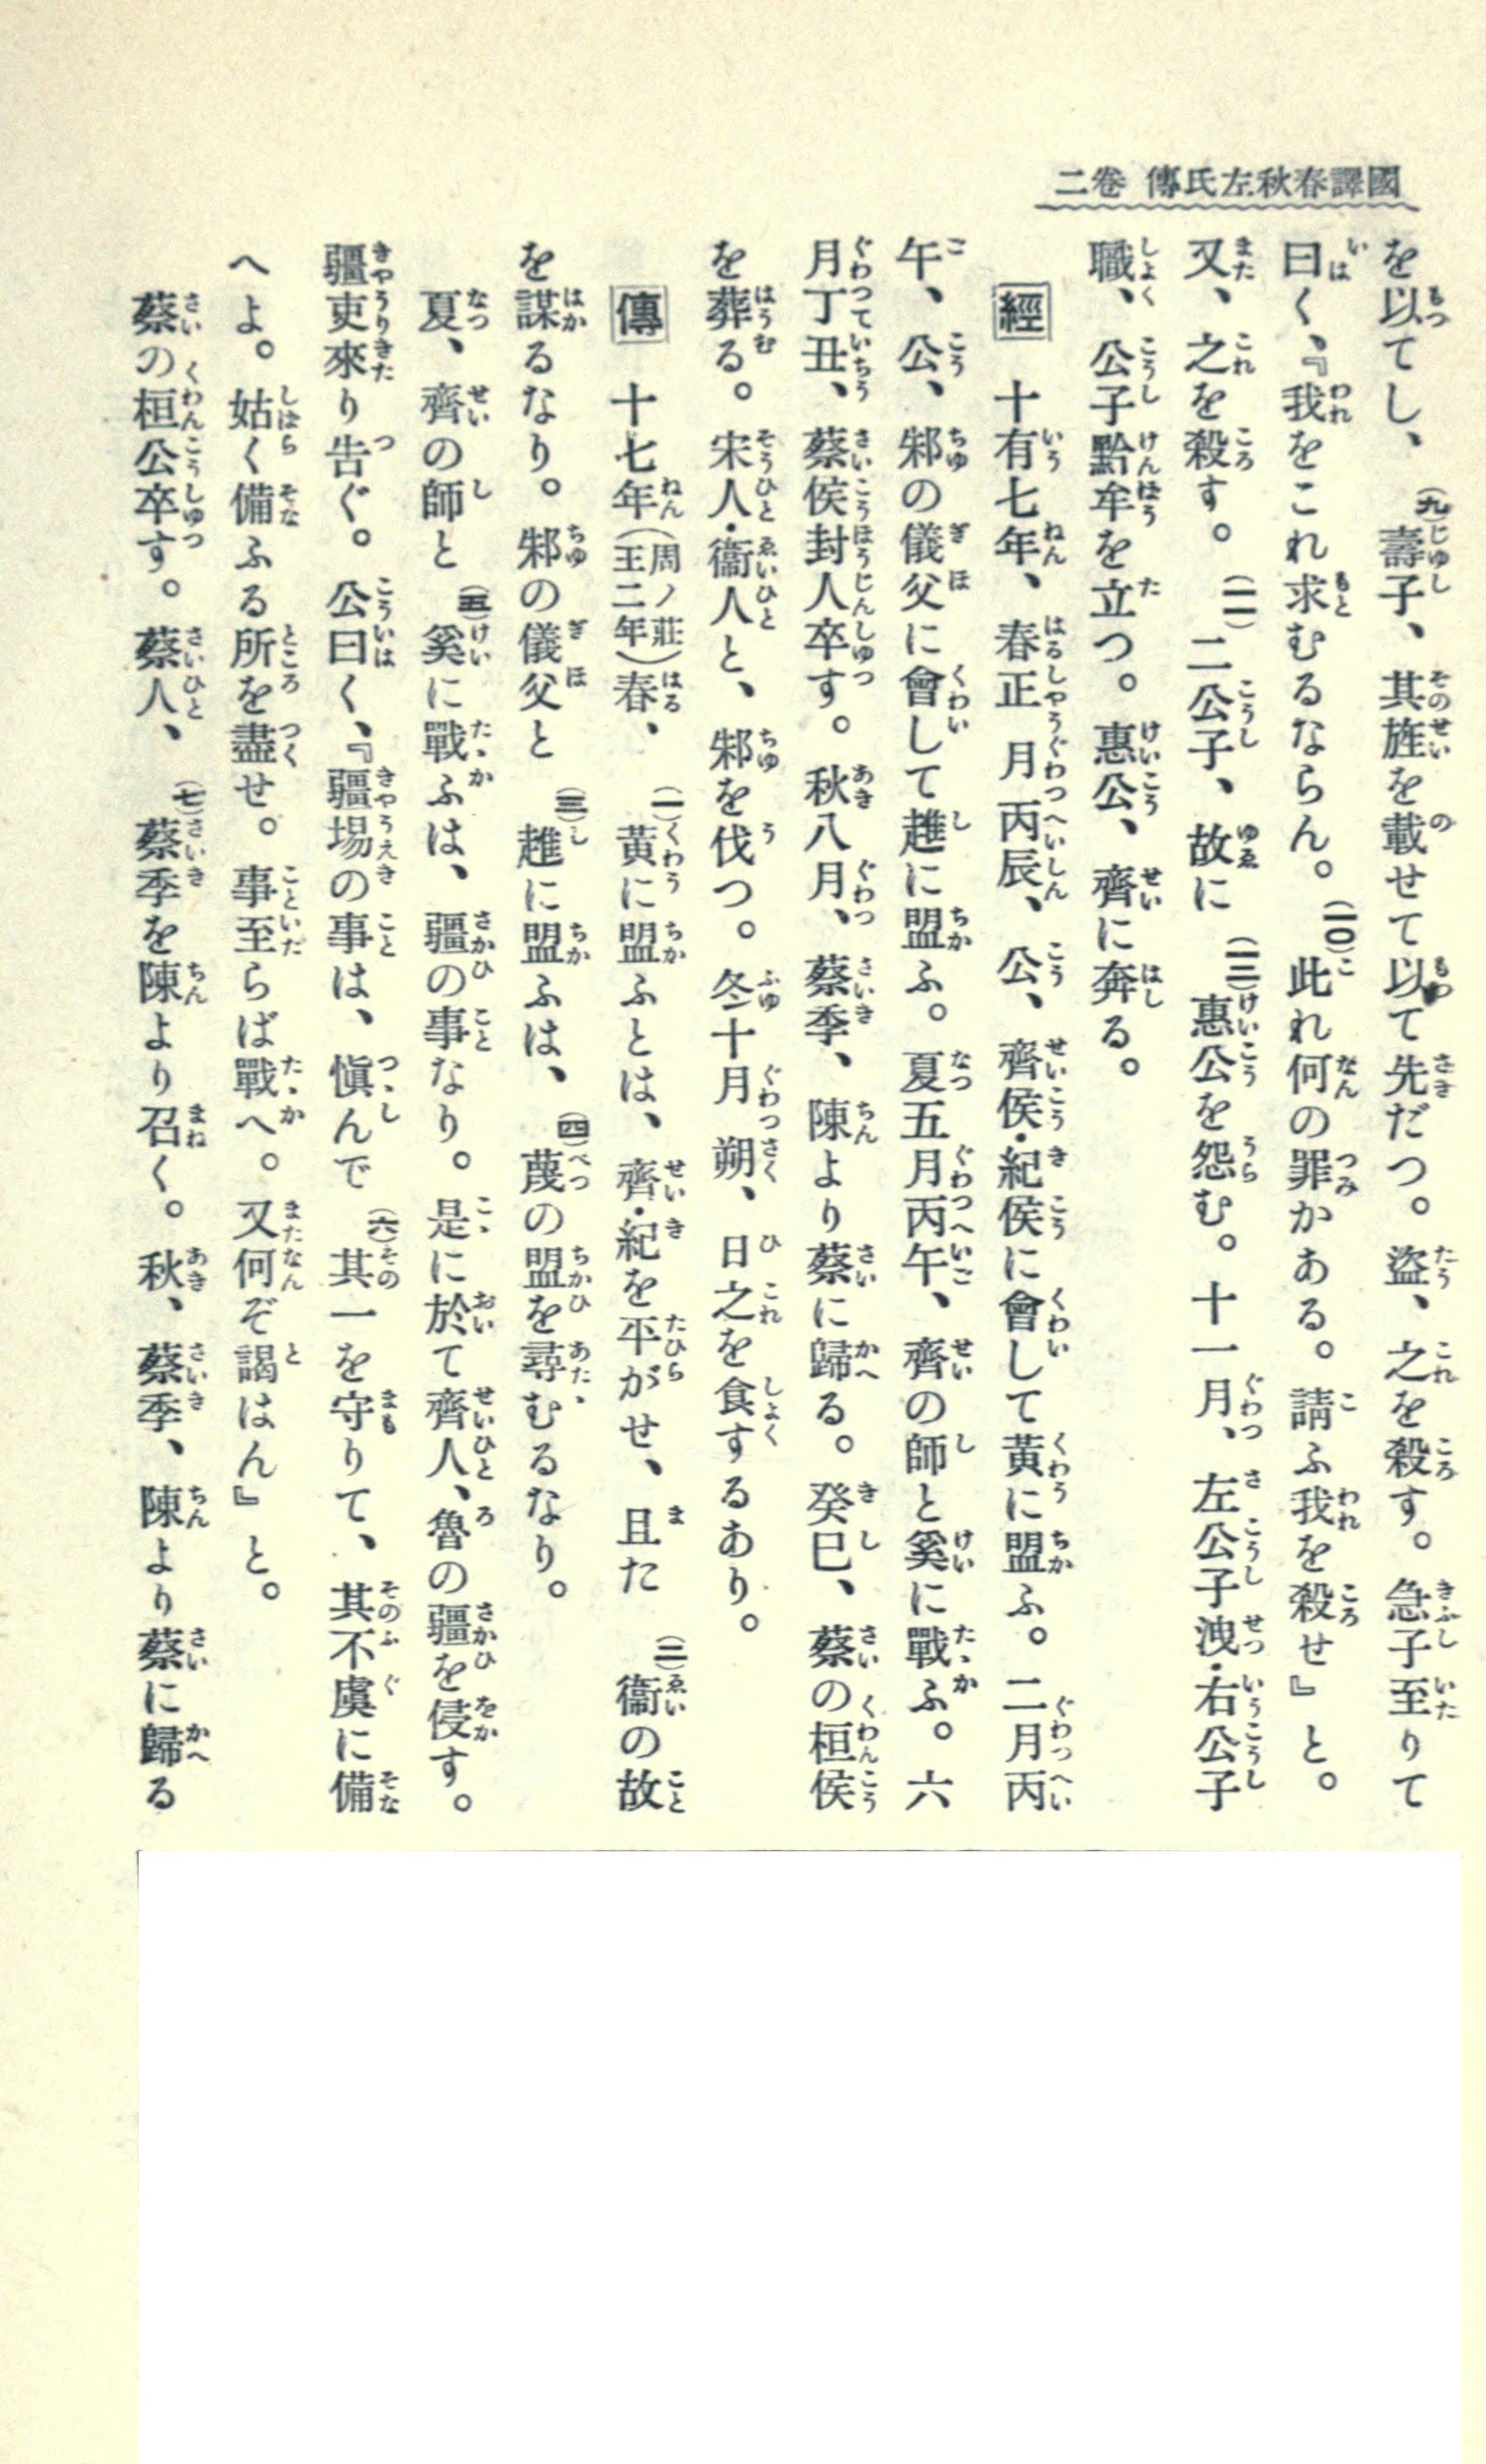 國譯春秋左氏傳 卷二
を以てし、(九)壽子、其旌を載せて以て先だつ。盜、之を殺す。急子至りて
曰く、『我をこれ求むるならん。(一〇)此れ何の罪かある。請ふ我を殺せ』と。
又、之を殺す。(一一)二公子、故に(一二)惠公を怨む。十一月、左公子洩・右公子
職、公子黔牟を立つ。惠公、齊に奔る。
經 十有七年、春正月丙辰、公、齊侯・紀侯に會して黃に盟ふ。二月丙
午、公、邾の儀父に會して趡に盟ふ。夏五月丙午、齊の師と奚に戰ふ。六
月丁丑、蔡侯封人卒す。秋八月、蔡季、陳より蔡に歸る。癸巳、蔡の桓侯
を葬る。宋人・衞人と、邾を伐つ。冬十月朔、日之を食するあり。
傳 十七年(周ノ莊王二年)春、(一)黃に盟ふとは、齊・紀を平がせ、且た(二)衞の故
を謀るなり。邾の儀父と(三)趡に盟ふは、(四)蔑の盟を尋むるなり。
夏、齊の師と(五)奚に戰ふは、疆の事なり。是に於て齊人、魯の疆を侵す。
疆吏來り告ぐ。公曰く、『疆埸の事は、愼んで(六)其一を守りて、其不虞に備
へよ。姑く備ふる所を盡せ。事至らば戰へ。又何ぞ謁はん』と。
蔡の桓公卒す。蔡人、(七)蔡季を陳より召く。秋、蔡季、陳より蔡に歸る